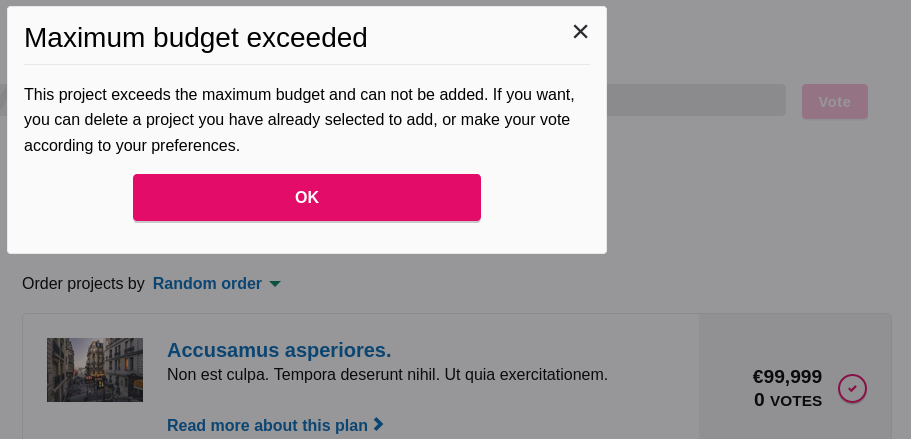 Maximum budget exceeded
This project exceeds the maximum budget and can not be added. If you want,
you can delete a project you have already selected to add, or make your vote
according to your preferences.
OK
Vote
Order projects by Random order
Accusamus asperiores.
Non est culpa. Tempora deserunt nihil. Ut quia exercitationem.
€99,999
0 VOTES
Read more about this plan